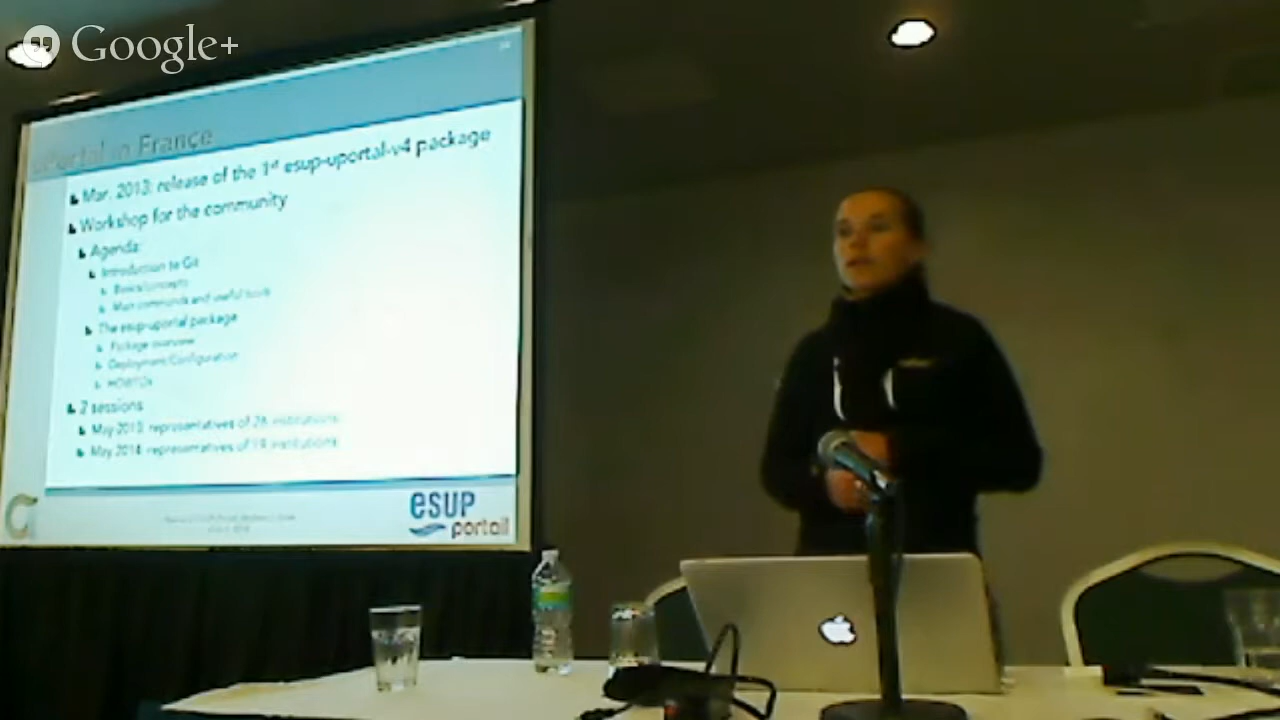 Google+
uPortal in France
Mar. 2013: release of the 1st esup-uportal-v4 package
Workshop for the community
Agenda:
Introduction to Git
Basics/concepts
Main commands and useful tools
The esup-uportal package
Package overview
Deployment/Configuration
HOWTOs
2 sessions
May 2013: representatives of 26 institutions
May 2014: representatives of 19 institutions
esup
portail